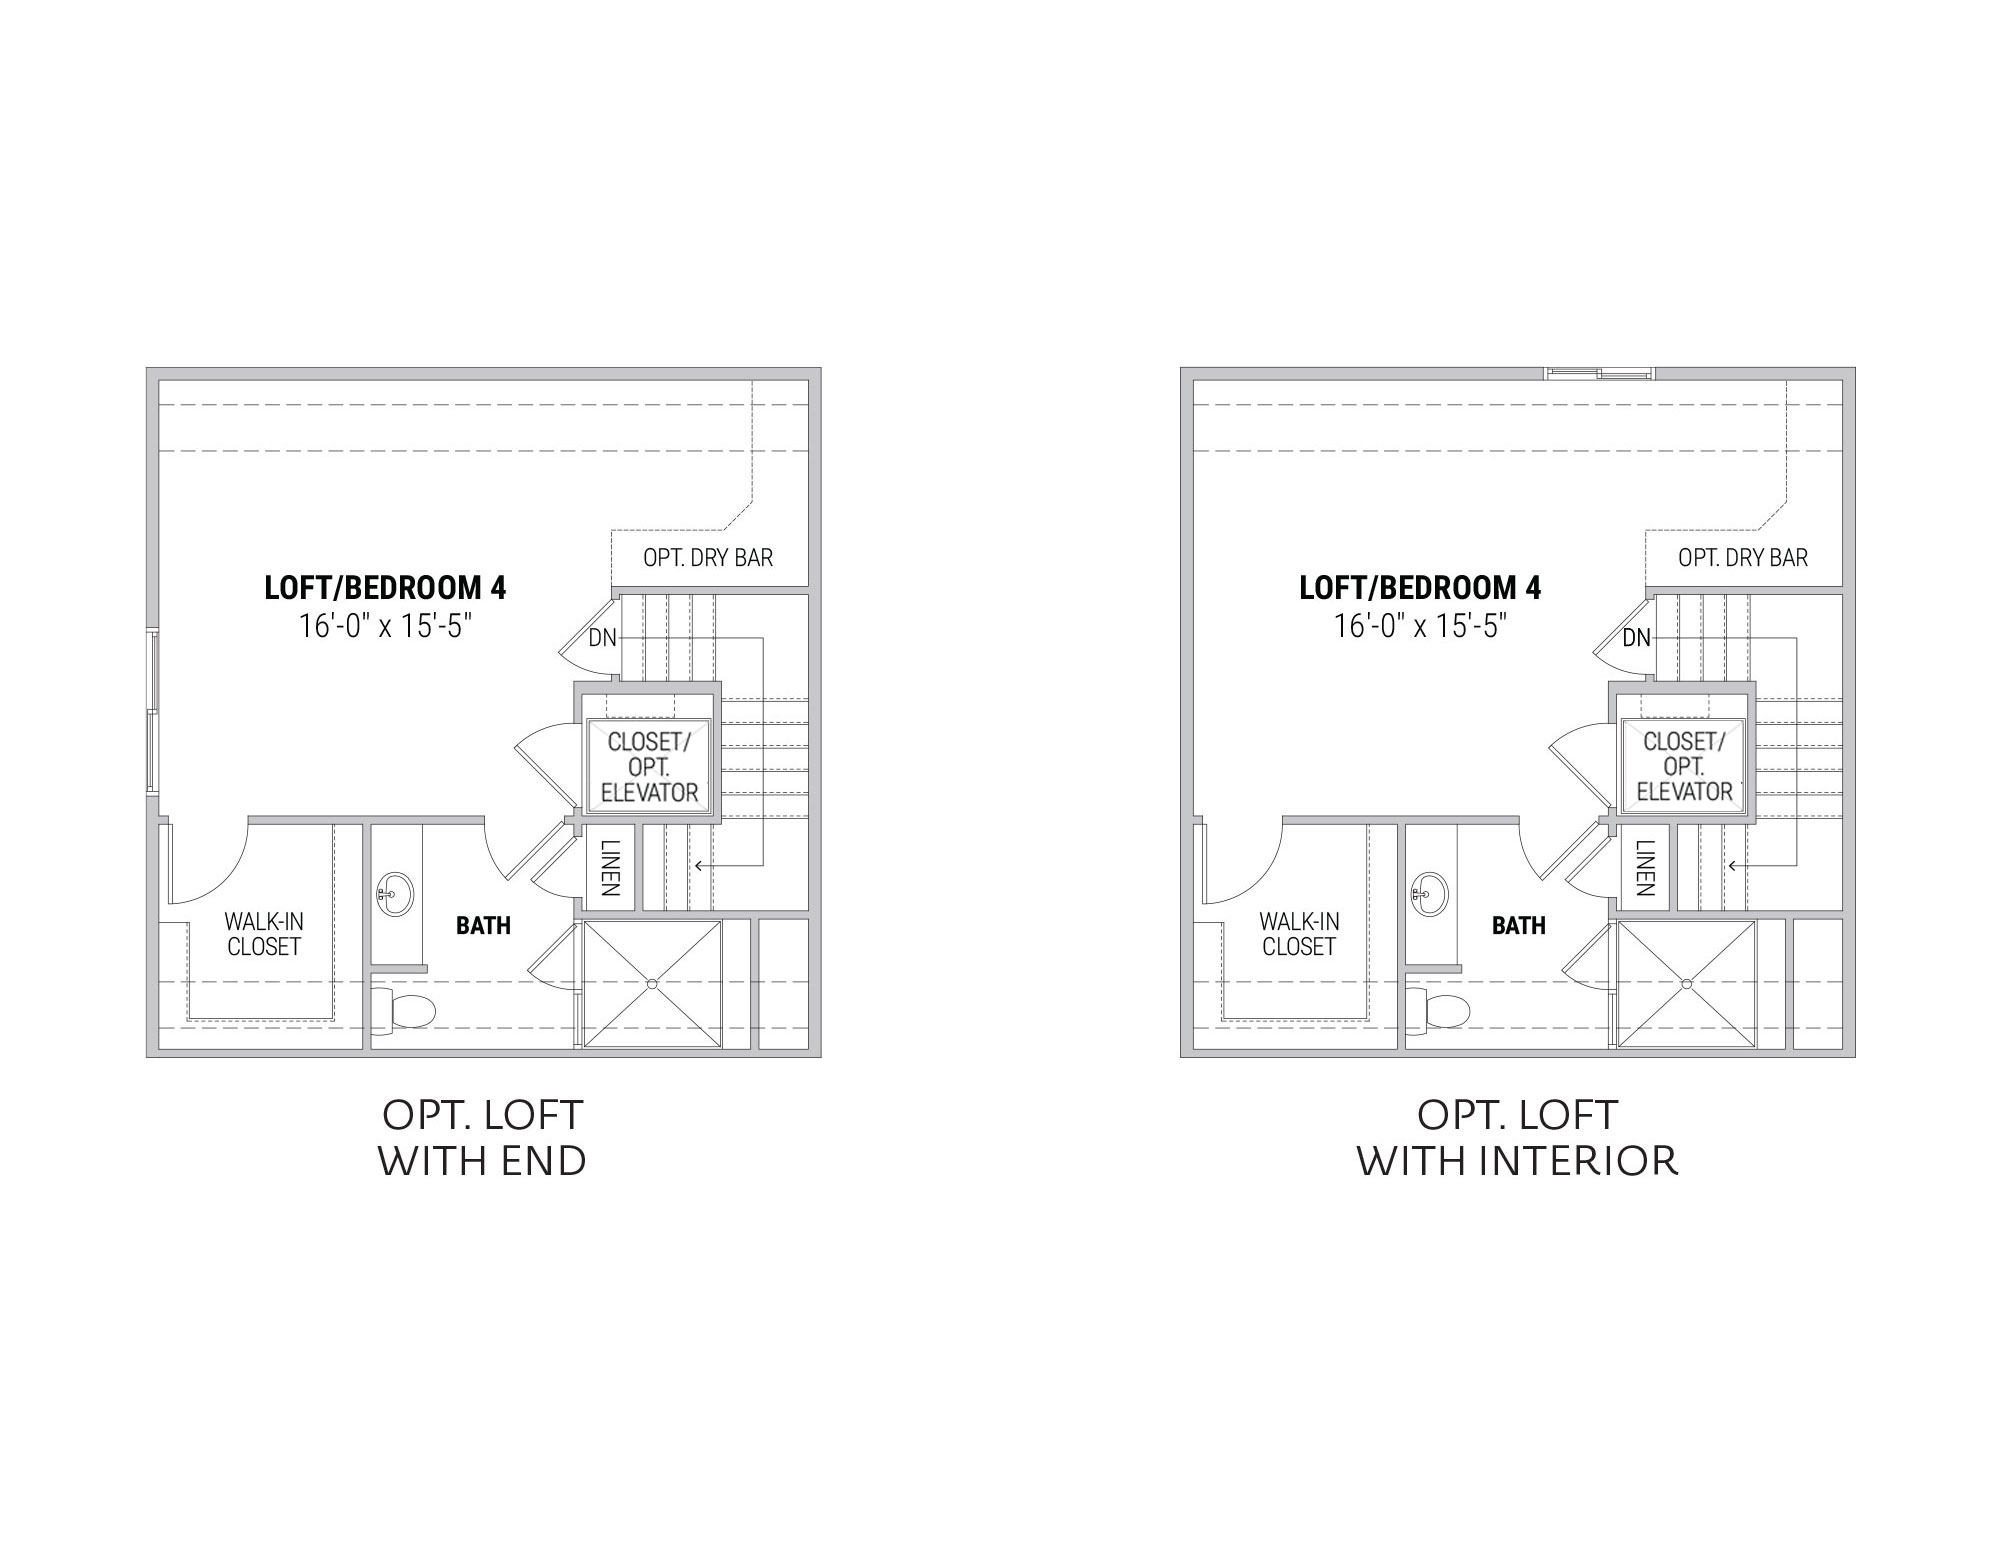 OPT. DRY BAR
LOFT/BEDROOM 4
16'-0" x 15'-5"
DN
CLOSET/
OPT.
ELEVATOR
LINEN
WALK-IN
CLOSET
BATH
OPT. LOFT
WITH END
OPT. DRY BAR
LOFT/BEDROOM 4
16'-0" x 15'-5"
DN
CLOSET/
OPT.
ELEVATOR
LINEN
WALK-IN
CLOSET
BATH
OPT. LOFT
WITH INTERIOR